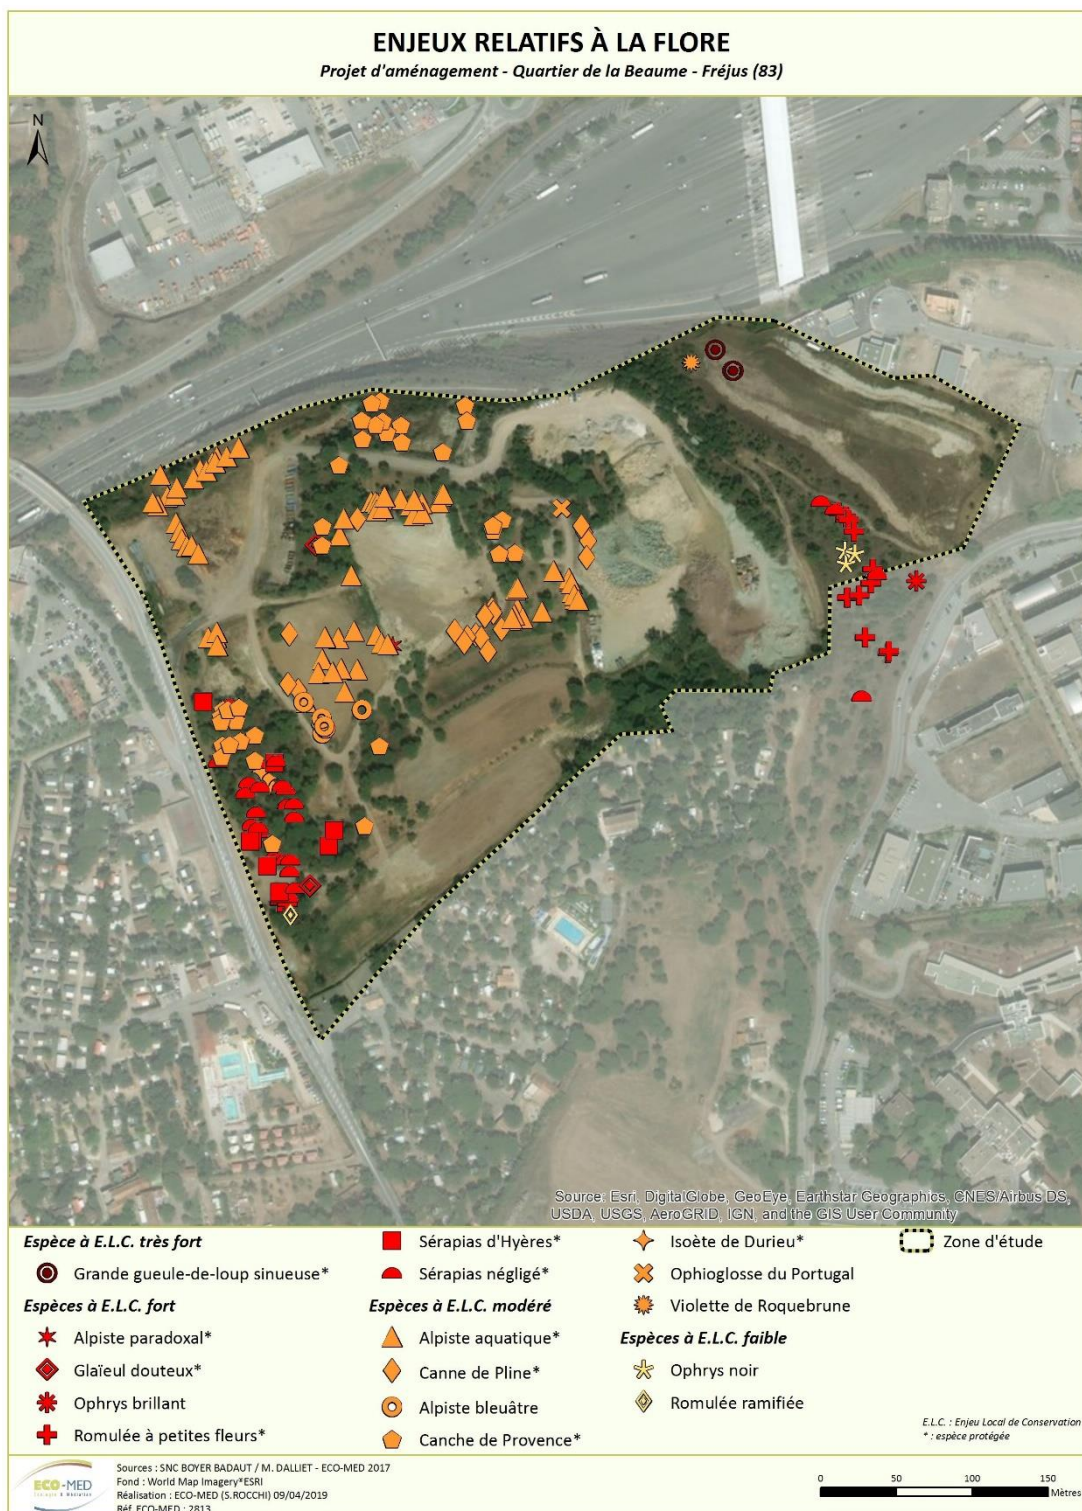 ENJEUX RELATIFS À LA FLORE
Projet d'aménagement - Quartier de la Beaume - Fréjus (83)
N
Source: Esri, DigitalGlobe, GeoEye, Earthstar Geographics, CNES/Airbus DS,
USDA, USGS, AeroGRID, IGN, and the GIS User Community
Espèce à E.L.C. très fort
Grande gueule-de-loup sinueuse*
Espèces à E.L.C. fort
Alpiste paradoxal*
Glaïeul douteux*
Ophrys brillant
Romulée à petites fleurs*
Sérapias d'Hyères*
Sérapias négligé*
Espèces à E.L.C. modéré
Alpiste aquatique*
Canne de Pline*
Alpiste bleuâtre
Canche de Provence*
Isoète de Durieu*
Ophioglosse du Portugal
Violette de Roquebrune
Espèces à E.L.C. faible
Ophrys noir
Romulée ramifiée
Zone d'étude
E.L.C. : Enjeu Local de Conservation
* : espèce protégée
ECO-MED
Sources : SNC BOYER BADAUT / M. DALLIET - ECO-MED 2017
Fond : World Map Imagery*ESRI
Réalisation : ECO-MED (S.ROCCHI) 09/04/2019
Réf. ECO-MED : 2813
0 50 100 150
Mètres